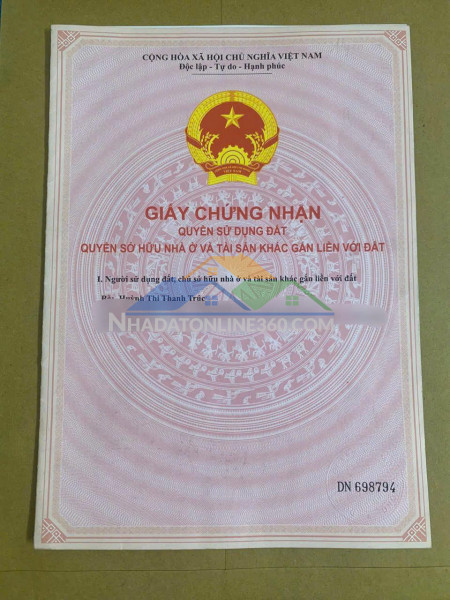 CỘNG HÒA XÃ HỘI CHỦ NGHĨA VIỆT NAM
Độc lập - Tự do - Hạnh phúc
VIỆT NAM
GIẤY CHỨNG NHẬN
QUYỀN SỬ DỤNG ĐẤT
QUYỀN SỞ HỮU NHÀ Ở VÀ TÀI SẢN KHÁC GẮN LIỀN VỚI ĐẤT
I. Người sử dụng đất, chủ sở hữu nhà ở và tài sản khác gắn liền với đất
Bà: Huỳnh Thị Thanh Trúc
NHADATONLINE360.COM
DN 698794